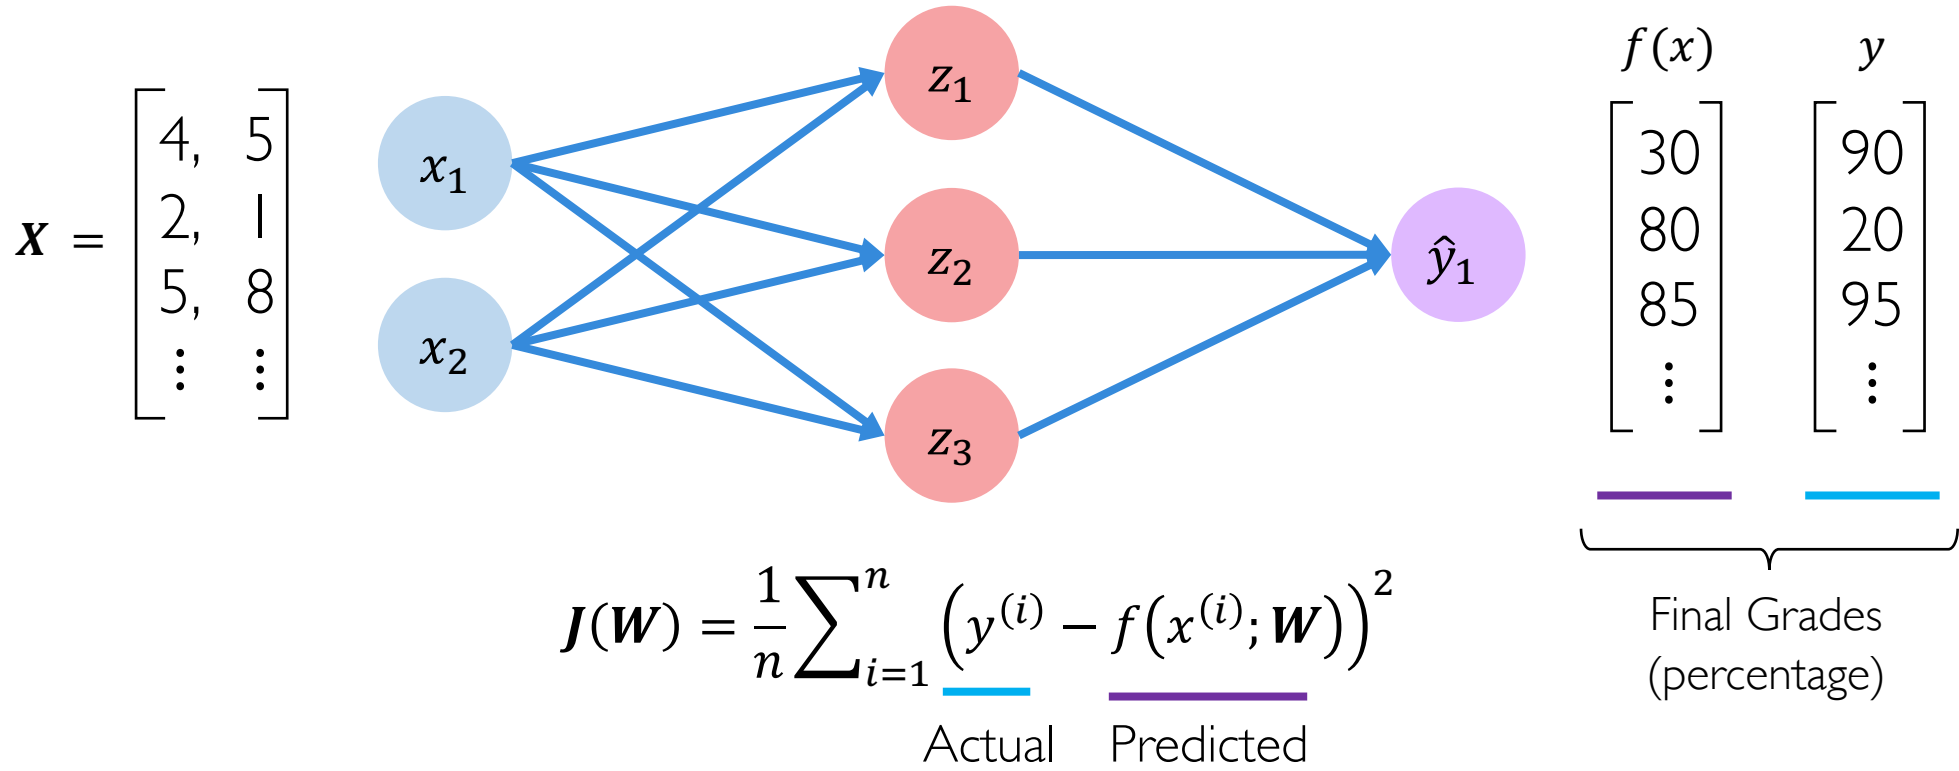 X = [4, 5
2, 1
5, 8
⋮ ⋮]
x₁
x₂
z₁
z₂
z₃
ŷ₁
f(x) y
30 90
80 20
85 95
⋮ ⋮
Final Grades
(percentage)
J(W) = 1/n ∑ᵢ₌₁ⁿ (y⁽ⁱ⁾ − f(x⁽ⁱ⁾; W))²
Actual Predicted